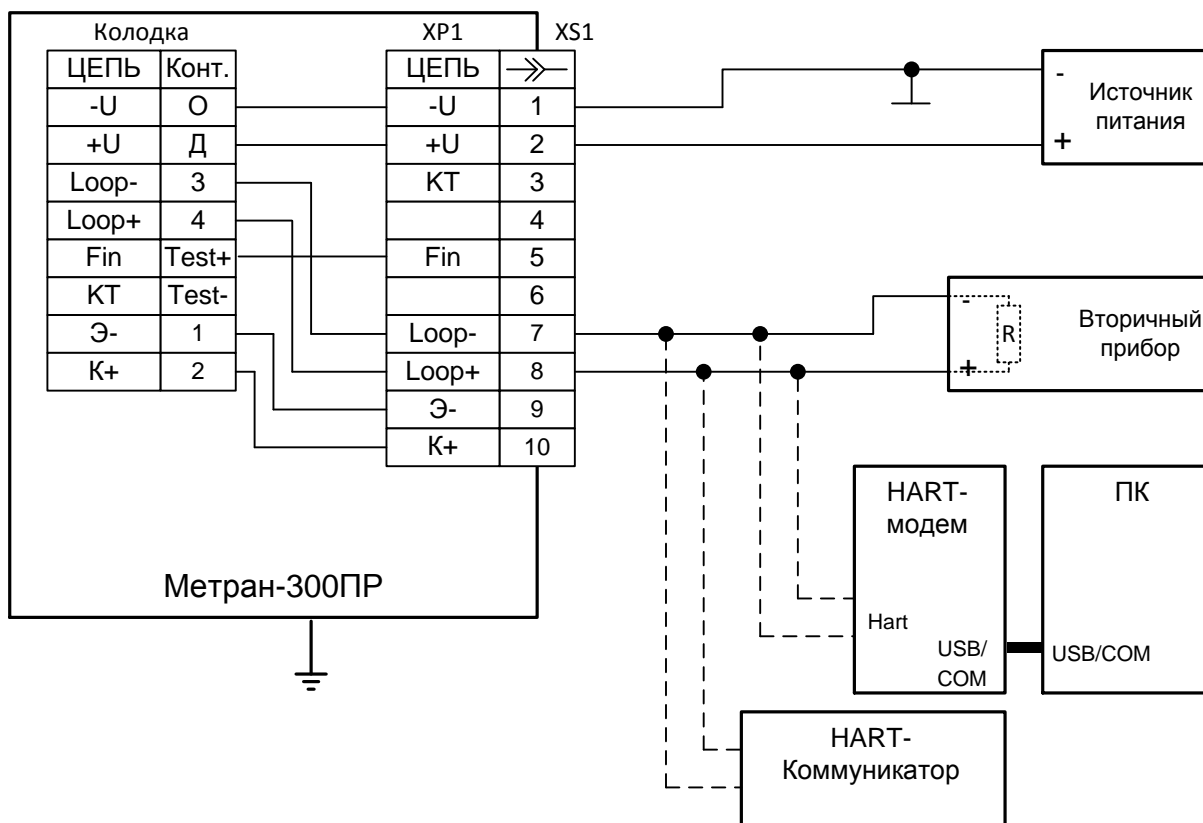 Колодка XP1 XS1
ЦЕПЬ Конт. ЦЕПЬ
-U О -U 1
+U Д +U 2
Loop- 3 КТ 3
Loop+ 4 4
Fin Test+ Fin 5
КТ Test- 6
Э- 1 Loop- 7
К+ 2 Loop+ 8
Э- 9
К+ 10
Метран-300ПР
-
+
Источник
питания
-
+
R
Вторичный
прибор
HART-
модем
Hart
USB/
COM
ПК
USB/COM
HART-
Коммуникатор